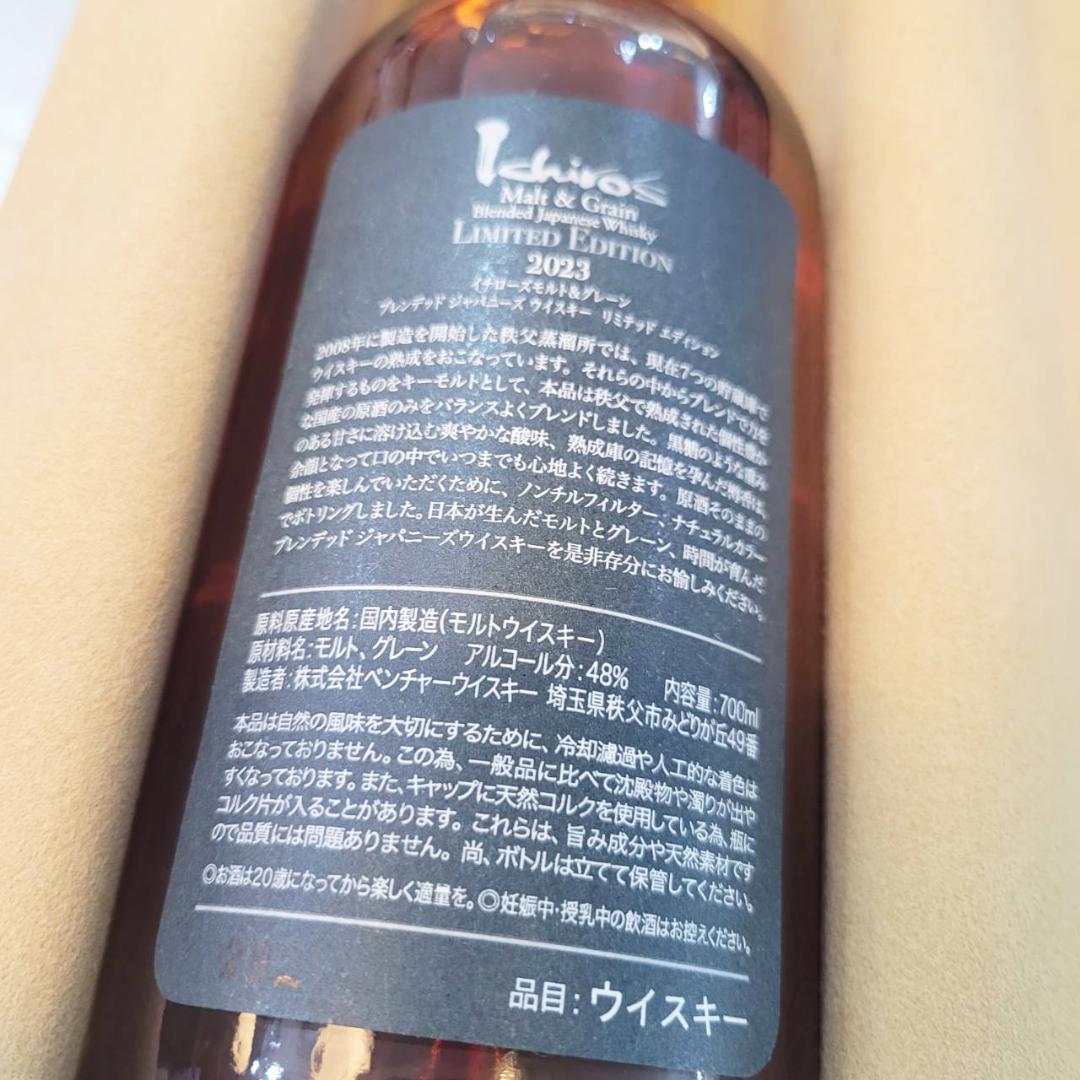 Ichiro's
Malt & Grain
Blended Japanese Whisky
LIMITED EDITION
2023
イチローズモルト&グレーン
ブレンデッド ジャパニーズ ウイスキー リミテッド エディション
2008年に製造を開始した秩父蒸溜所では、現在7つの貯蔵庫で
ウイスキーの熟成をおこなっています。それらの中からブレンドで力を
発揮するものをキーモルトとして、本品は秩父で熟成された個性豊か
な国産の原酒のみをバランスよくブレンドしました。黒糖のような重み
のある甘さに溶け込む爽やかな酸味、熟成庫の記憶を孕んだ樽香は、
余韻となって口の中でいつまでも心地よく続きます。原酒そのままの
個性を楽しんでいただくために、ノンチルフィルター、ナチュラルカラー
でボトリングしました。日本が生んだモルトとグレーン、時間が育んだ
ブレンデッド ジャパニーズウイスキーを是非存分にお愉しみください。
原料原産地名:国内製造(モルトウイスキー)
原材料名:モルト、グレーン アルコール分:48% 内容量:700ml
製造者:株式会社ベンチャーウイスキー 埼玉県秩父市みどりが丘49番
本品は自然の風味を大切にするために、冷却濾過や人工的な着色は
おこなっておりません。この為、一般品に比べて沈殿物や濁りが出や
すくなっております。また、キャップに天然コルクを使用している為、瓶に
コルク片が入ることがあります。これらは、旨み成分や天然素材です
ので品質には問題ありません。尚、ボトルは立てて保管してください。
◎お酒は20歳になってから楽しく適量を。◎妊娠中・授乳中の飲酒はお控えください。
品目:ウイスキー